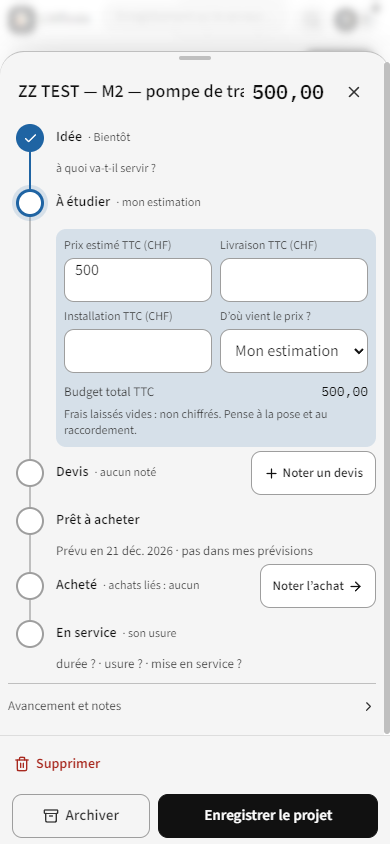 ZZ TEST — M2 — pompe de tra 500,00
Idée · Bientôt
à quoi va-t-il servir ?
À étudier · mon estimation
Prix estimé TTC (CHF) Livraison TTC (CHF)
500
Installation TTC (CHF) D'où vient le prix ?
Mon estimation
Budget total TTC 500,00
Frais laissés vides : non chiffrés. Pense à la pose et au
raccordement.
Devis · aucun noté + Noter un devis
Prêt à acheter
Prévu en 21 déc. 2026 · pas dans mes prévisions
Acheté · achats liés : aucun Noter l'achat →
En service · son usure
durée ? · usure ? · mise en service ?
Avancement et notes
Supprimer
Archiver Enregistrer le projet